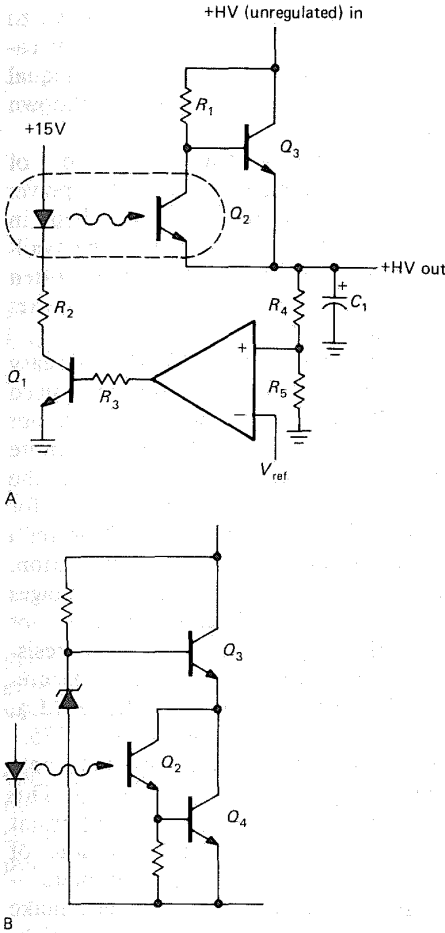 +HV (unregulated) in
R1
+15V
Q3
Q2
+HV out
R2
R4
+
C1
Q1
R3
+
R5
−
Vref
A
Q3
Q2
Q4
B